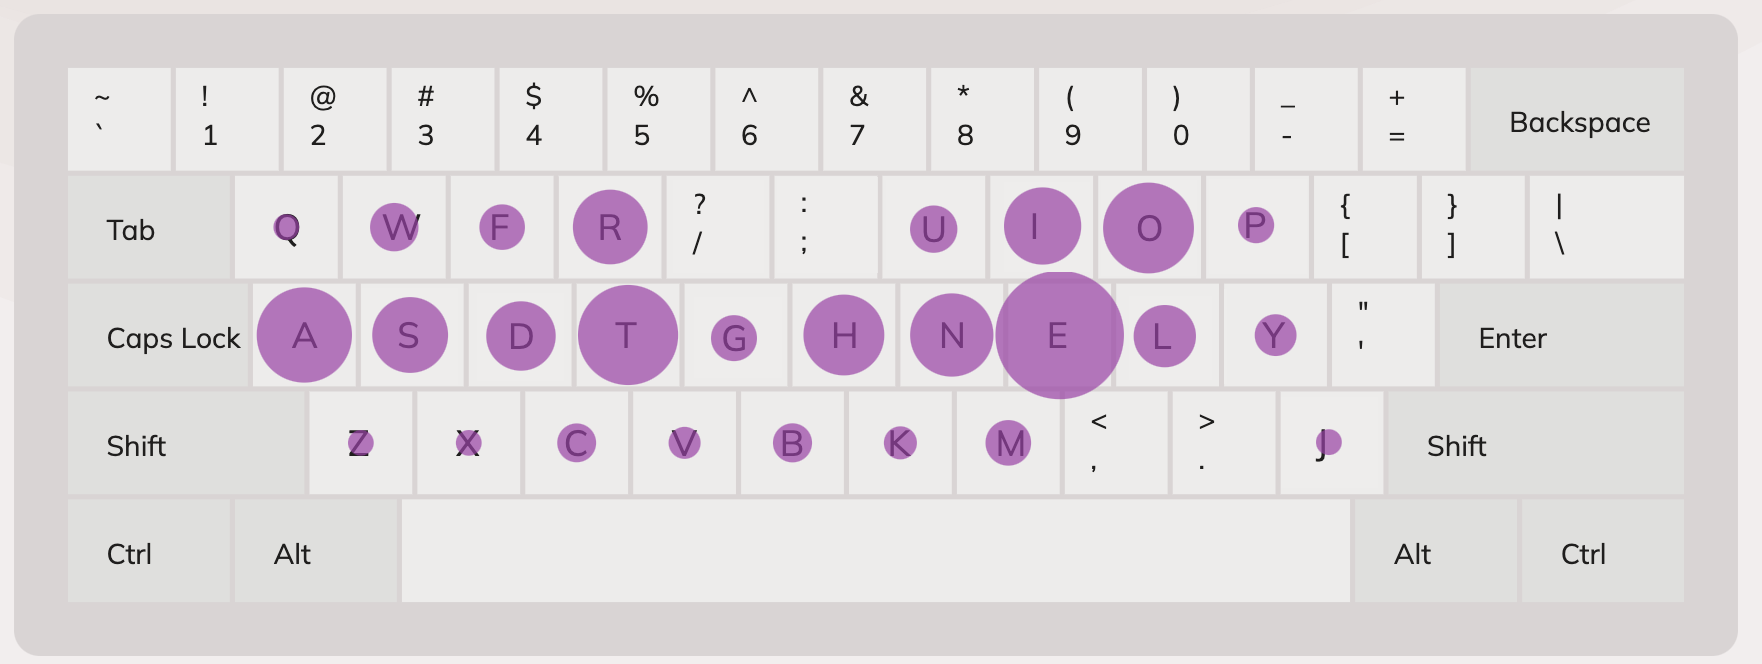 ~ ! @ # $ % ^ & * ( ) _ +
` 1 2 3 4 5 6 7 8 9 0 - = Backspace
Tab Q W F R ? : U I O P { } |
/ ; [ ] \
Caps Lock A S D T G H N E L Y " Enter
'
Shift Z X C V B K M < > J Shift
, .
Ctrl Alt Alt Ctrl